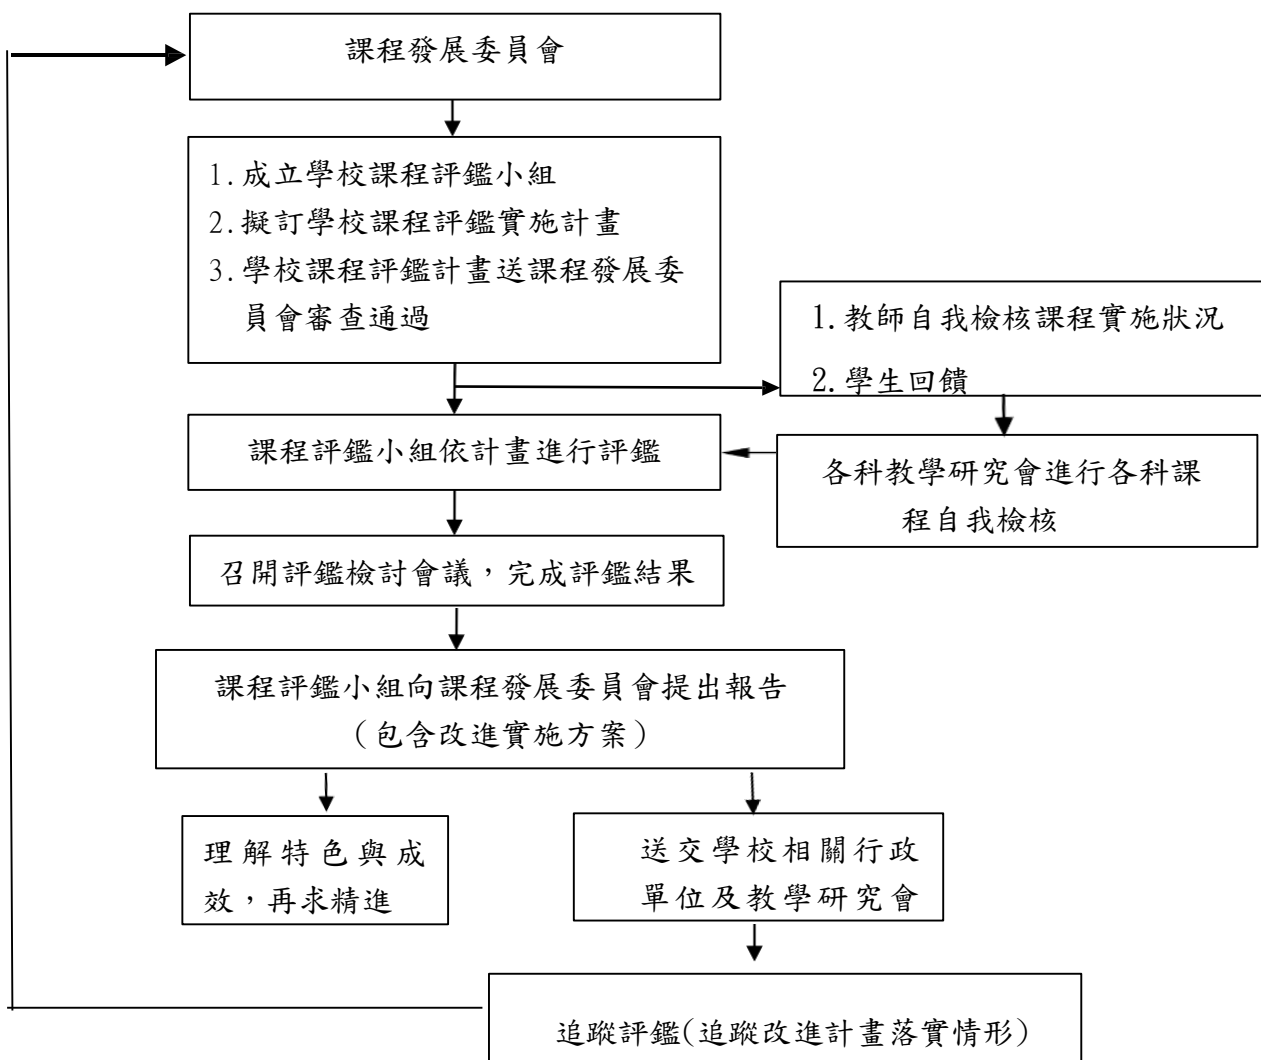 課程發展委員會
1.成立學校課程評鑑小組
2.擬訂學校課程評鑑實施計畫
3.學校課程評鑑計畫送課程發展委
員會審查通過
1.教師自我檢核課程實施狀況
2.學生回饋
課程評鑑小組依計畫進行評鑑
各科教學研究會進行各科課
程自我檢核
召開評鑑檢討會議，完成評鑑結果
課程評鑑小組向課程發展委員會提出報告
（包含改進實施方案）
理解特色與成
效，再求精進
送交學校相關行政
單位及教學研究會
追蹤評鑑(追蹤改進計畫落實情形)